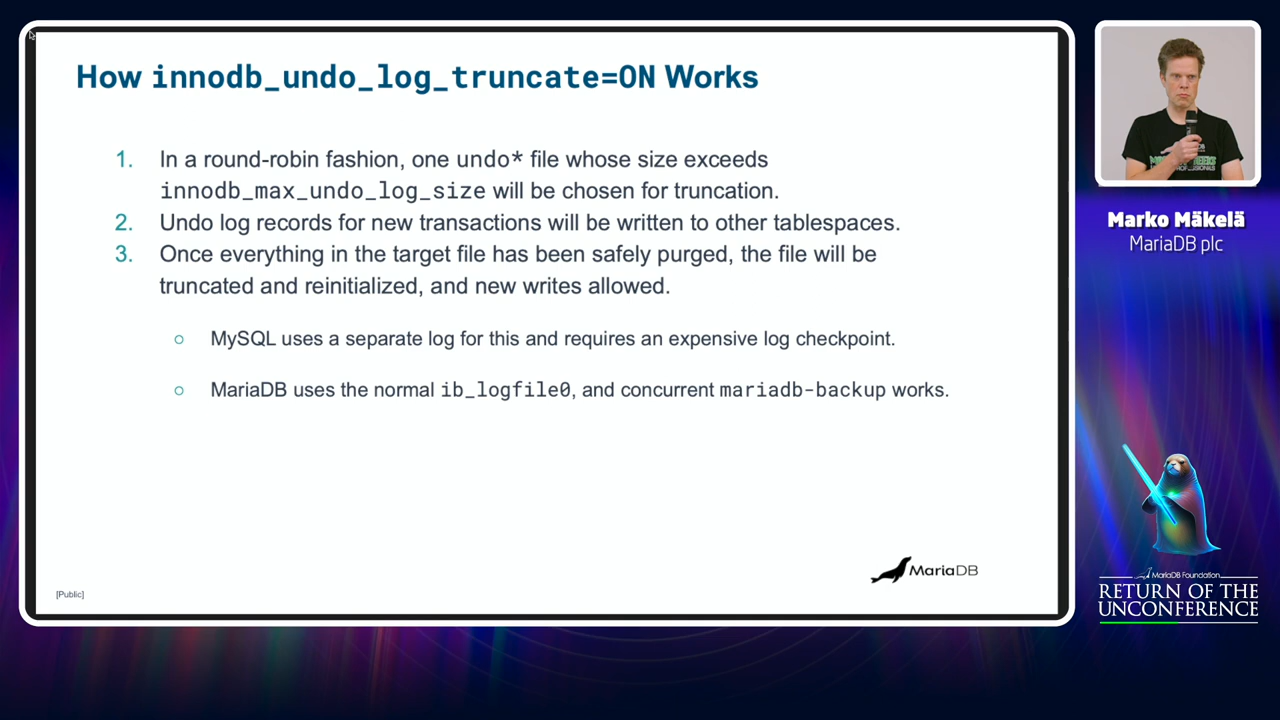 How innodb_undo_log_truncate=ON Works
1. In a round-robin fashion, one undo* file whose size exceeds
innodb_max_undo_log_size will be chosen for truncation.
2. Undo log records for new transactions will be written to other tablespaces.
3. Once everything in the target file has been safely purged, the file will be
truncated and reinitialized, and new writes allowed.
○ MySQL uses a separate log for this and requires an expensive log checkpoint.
○ MariaDB uses the normal ib_logfile0, and concurrent mariadb-backup works.
MariaDB
[Public]
Marko Mäkelä
MariaDB plc
MariaDB Foundation
RETURN OF THE
UNCONFERENCE